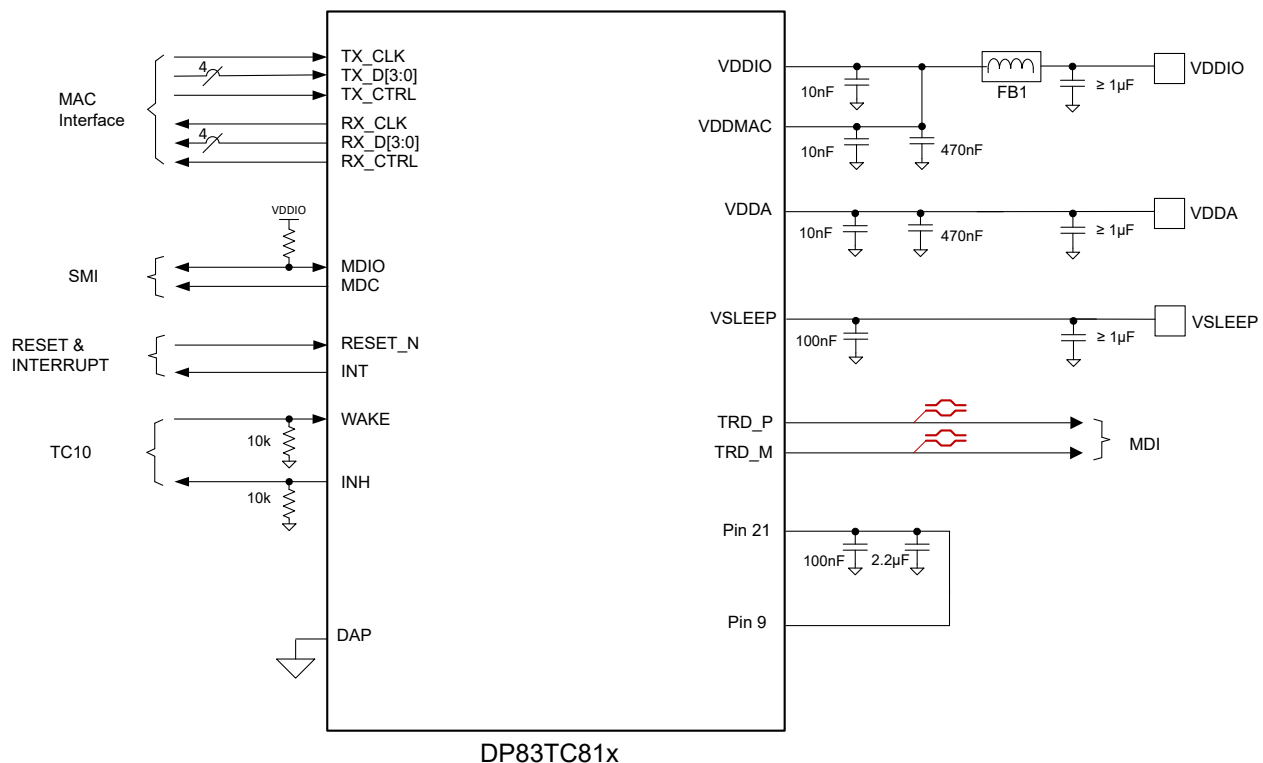 MAC
Interface
4
4
TX_CLK
TX_D[3:0]
TX_CTRL
RX_CLK
RX_D[3:0]
RX_CTRL
VDDIO
SMI
MDIO
MDC
RESET &
INTERRUPT
RESET_N
INT
TC10
10k
10k
WAKE
INH
DAP
VDDIO
10nF
FB1
≥ 1µF
VDDIO
VDDMAC
10nF
470nF
VDDA
10nF
470nF
≥ 1µF
VDDA
VSLEEP
100nF
≥ 1µF
VSLEEP
TRD_P
TRD_M
MDI
Pin 21
100nF
2.2µF
Pin 9
DP83TC81x